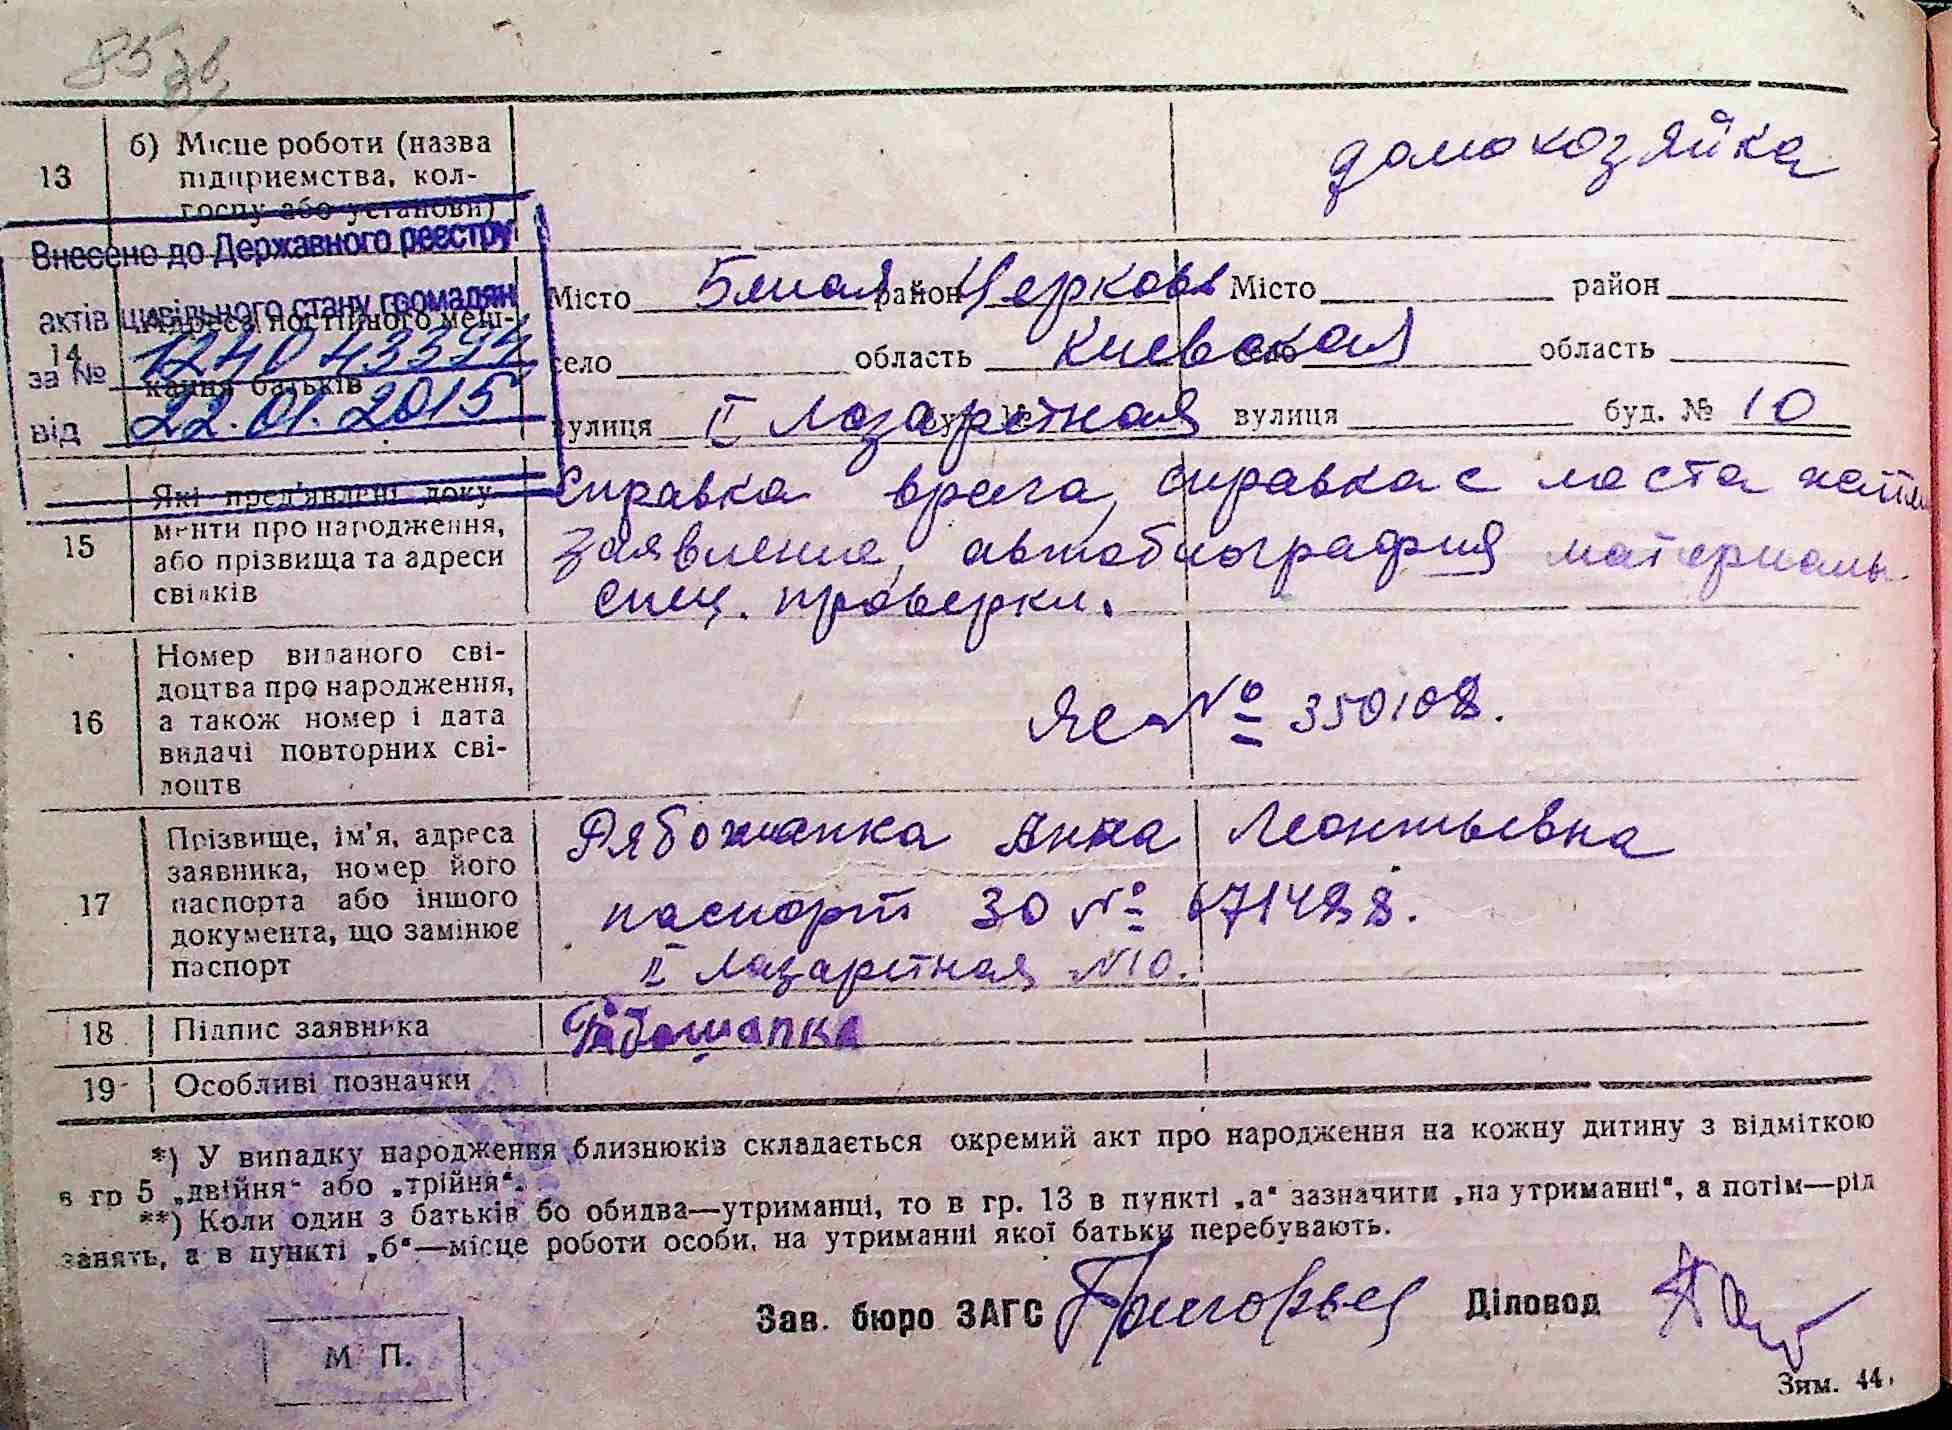 85 зв
13
б) Місце роботи (назва
підприємства, кол-
госпу або установи)
домохозяйка
Внесено до Державного реєстру
актів цивільного стану громадян
за №
від 22.01.2015
14
Адреса постійного меш-
кання батьків
Місто Белая район Церковь Місто район
село область Киевская село область
вулиця II Лазаретная вулиця буд. № 10
15
Які пред'явлені доку-
менти про народження,
або прізвища та адреси
свідків
Справка врача, справка с места
заявление, автобиография материалы
спец. проверки.
16
Номер виданого сві-
доцтва про народження,
а також номер і дата
видачі повторних сві-
доцтв
№ 350108.
17
Прізвище, ім'я, адреса
заявника, номер його
паспорта або іншого
документа, що замінює
паспорт
Рябошапка Анна Леонтьевна
паспорт 30 № 671488.
II Лазаретная №10.
18 Підпис заявника Рябошапка
19 Особливі позначки
*) У випадку народження близнюків складається окремий акт про народження на кожну дитину з відміткою
в гр 5 „двійня“ або „трійня“.
**) Коли один з батьків бо обидва—утриманці, то в гр. 13 в пункті „а“ зазначити „на утриманні“, а потім—рід
занять, а в пункті „б“—місце роботи особи, на утриманні якої батьки перебувають.
Зав. бюро ЗАГС Діловод
М П.
Зим. 44